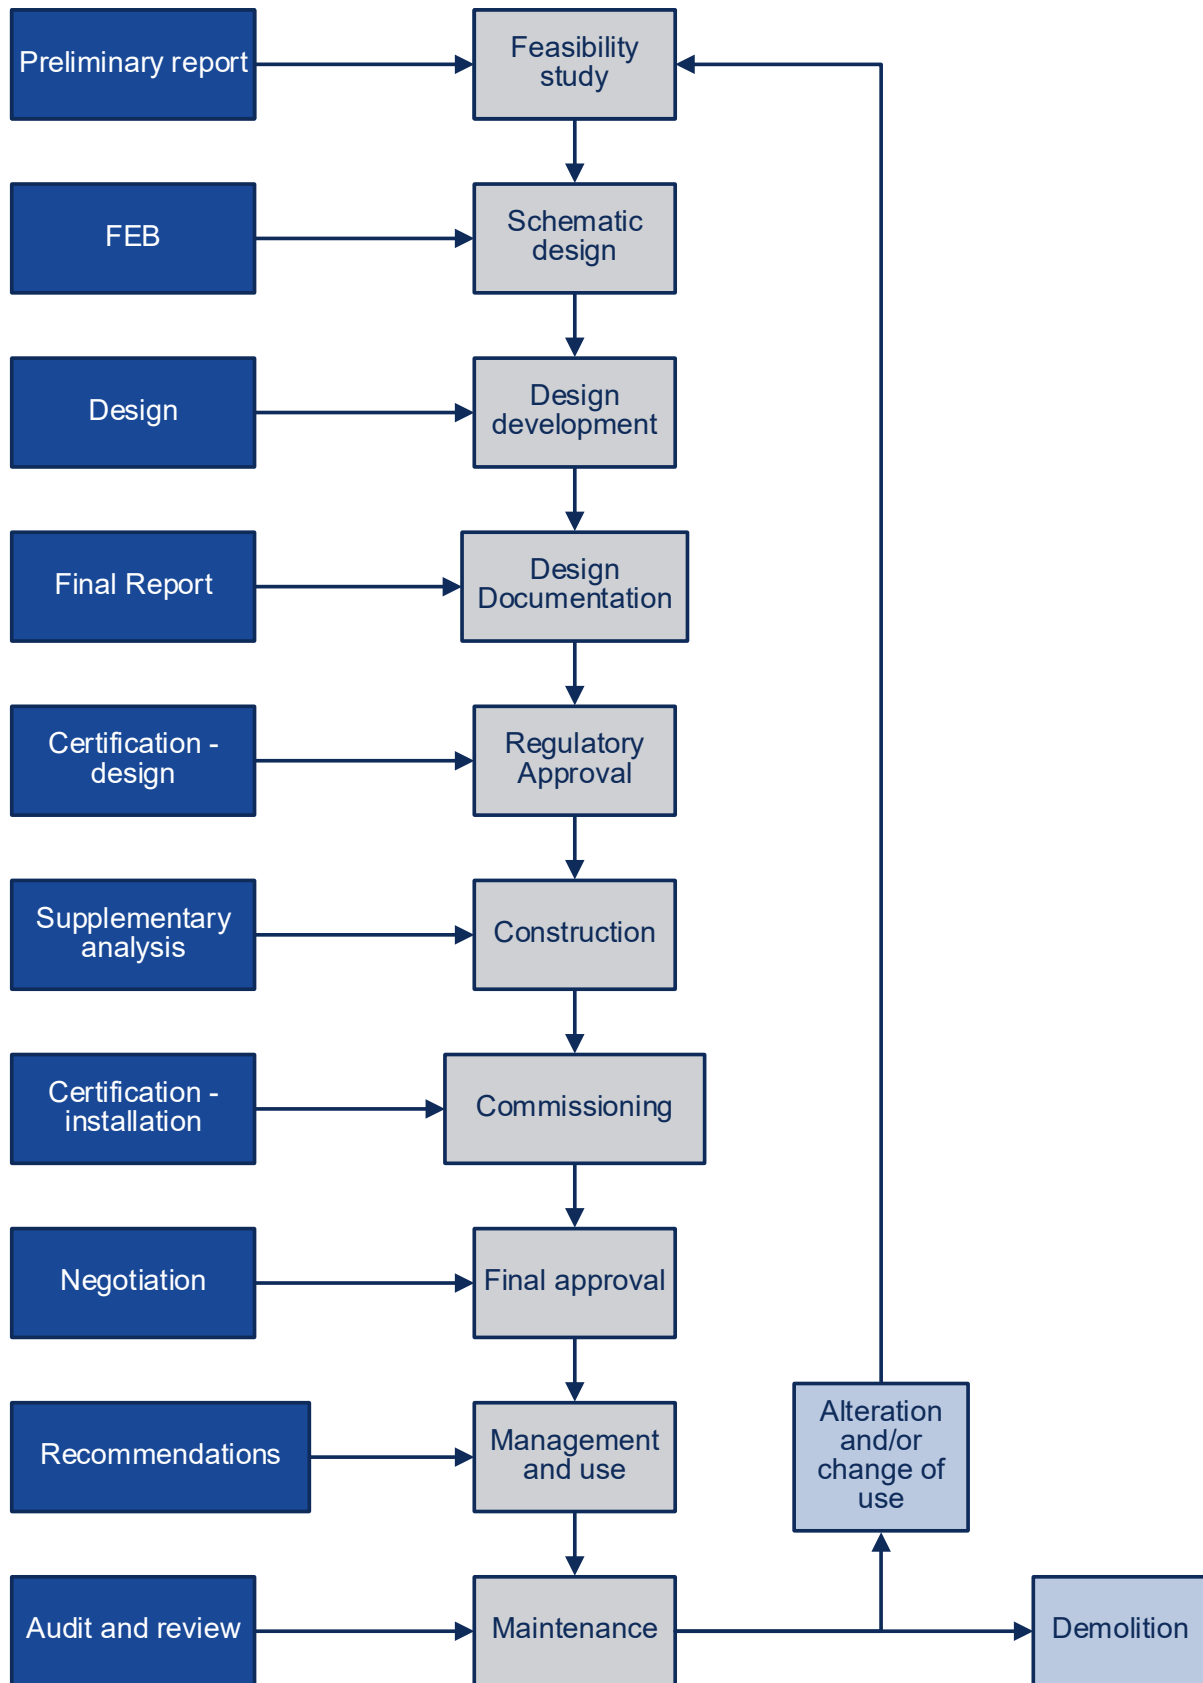 Preliminary report
Feasibility
study
FEB
Schematic
design
Design
Design
development
Final Report
Design
Documentation
Certification -
design
Regulatory
Approval
Supplementary
analysis
Construction
Certification -
installation
Commissioning
Negotiation
Final approval
Recommendations
Management
and use
Alteration
and/or
change of
use
Audit and review
Maintenance
Demolition